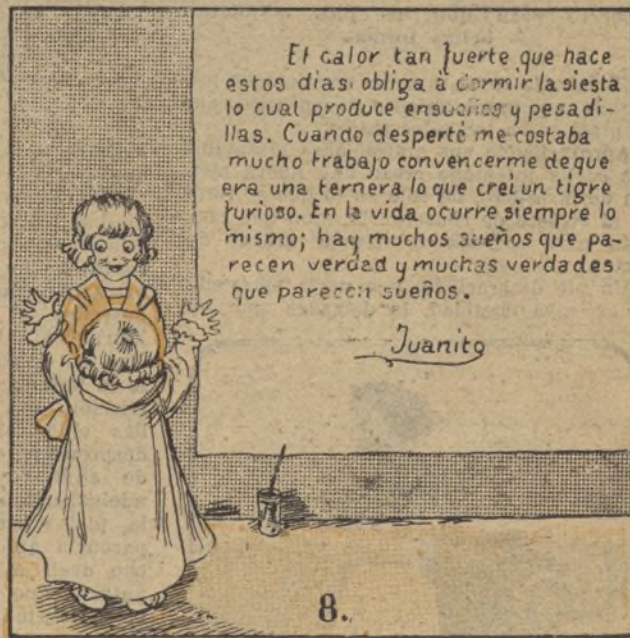 El calor tan fuerte que hace
estos dias obliga á dormir la siesta
lo cual produce ensueños y pesadi-
llas. Cuando desperté me costaba
mucho trabajo convencerme de que
era una ternera lo que crei un tigre
furioso. En la vida ocurre siempre lo
mismo; hay muchos sueños que pa-
recen verdad y muchas verdades
que parecen sueños.
Juanito
8.